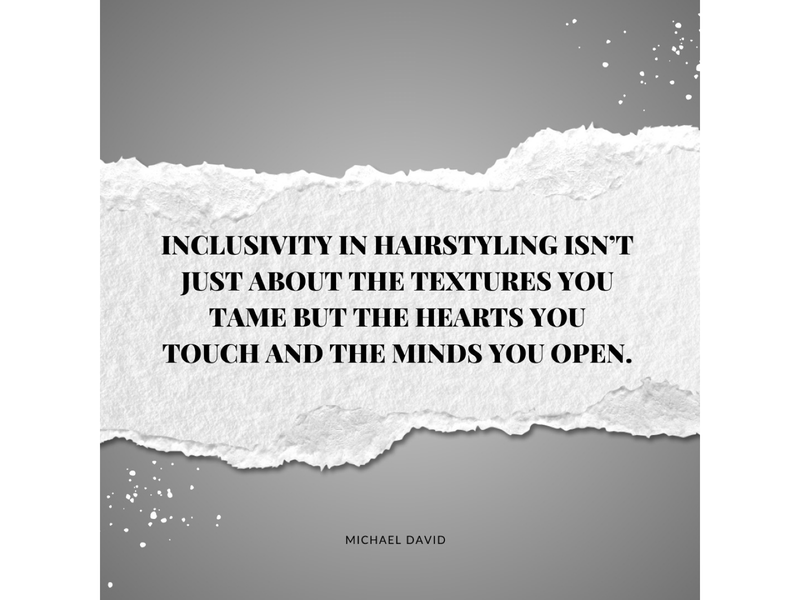 INCLUSIVITY IN HAIRSTYLING ISN’T
JUST ABOUT THE TEXTURES YOU
TAME BUT THE HEARTS YOU
TOUCH AND THE MINDS YOU OPEN.
MICHAEL DAVID